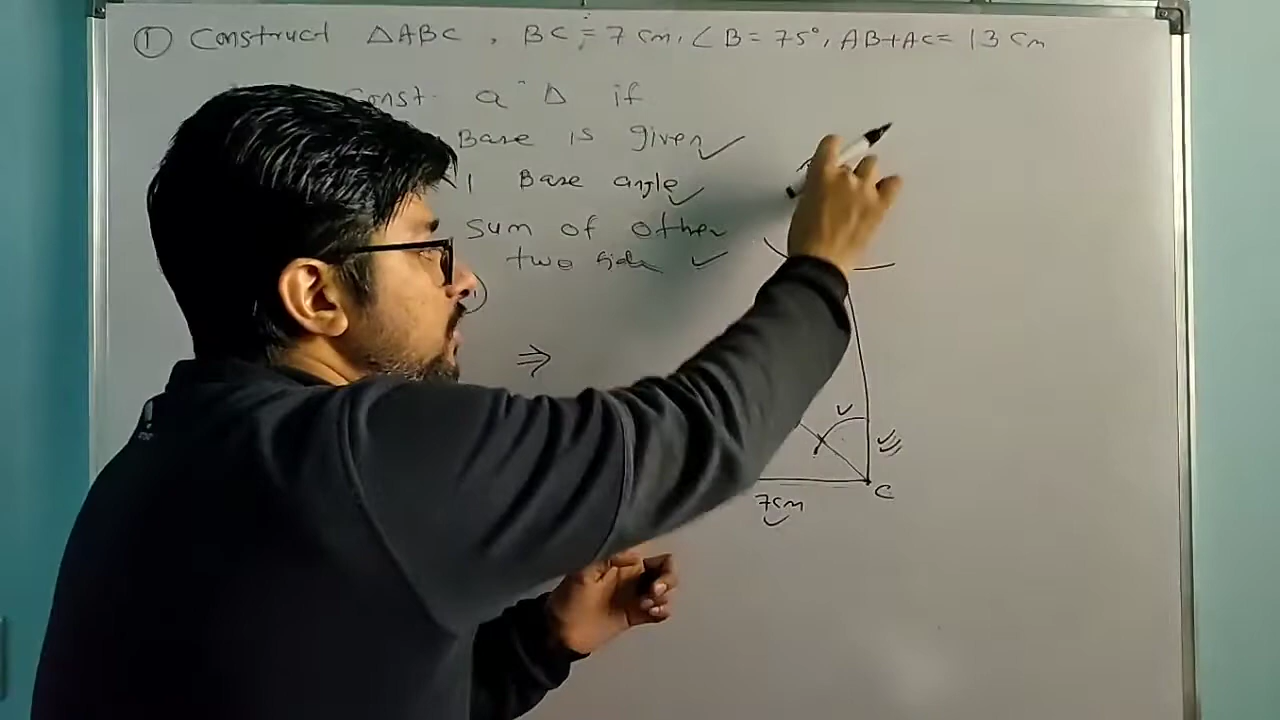 ① Construct △ABC, BC = 7 cm, ∠B = 75°, AB+AC = 13 cm
Const. a △ if
Base is given ✓
1 Base angle ✓
sum of other
two side ✓
⇒
C
7cm